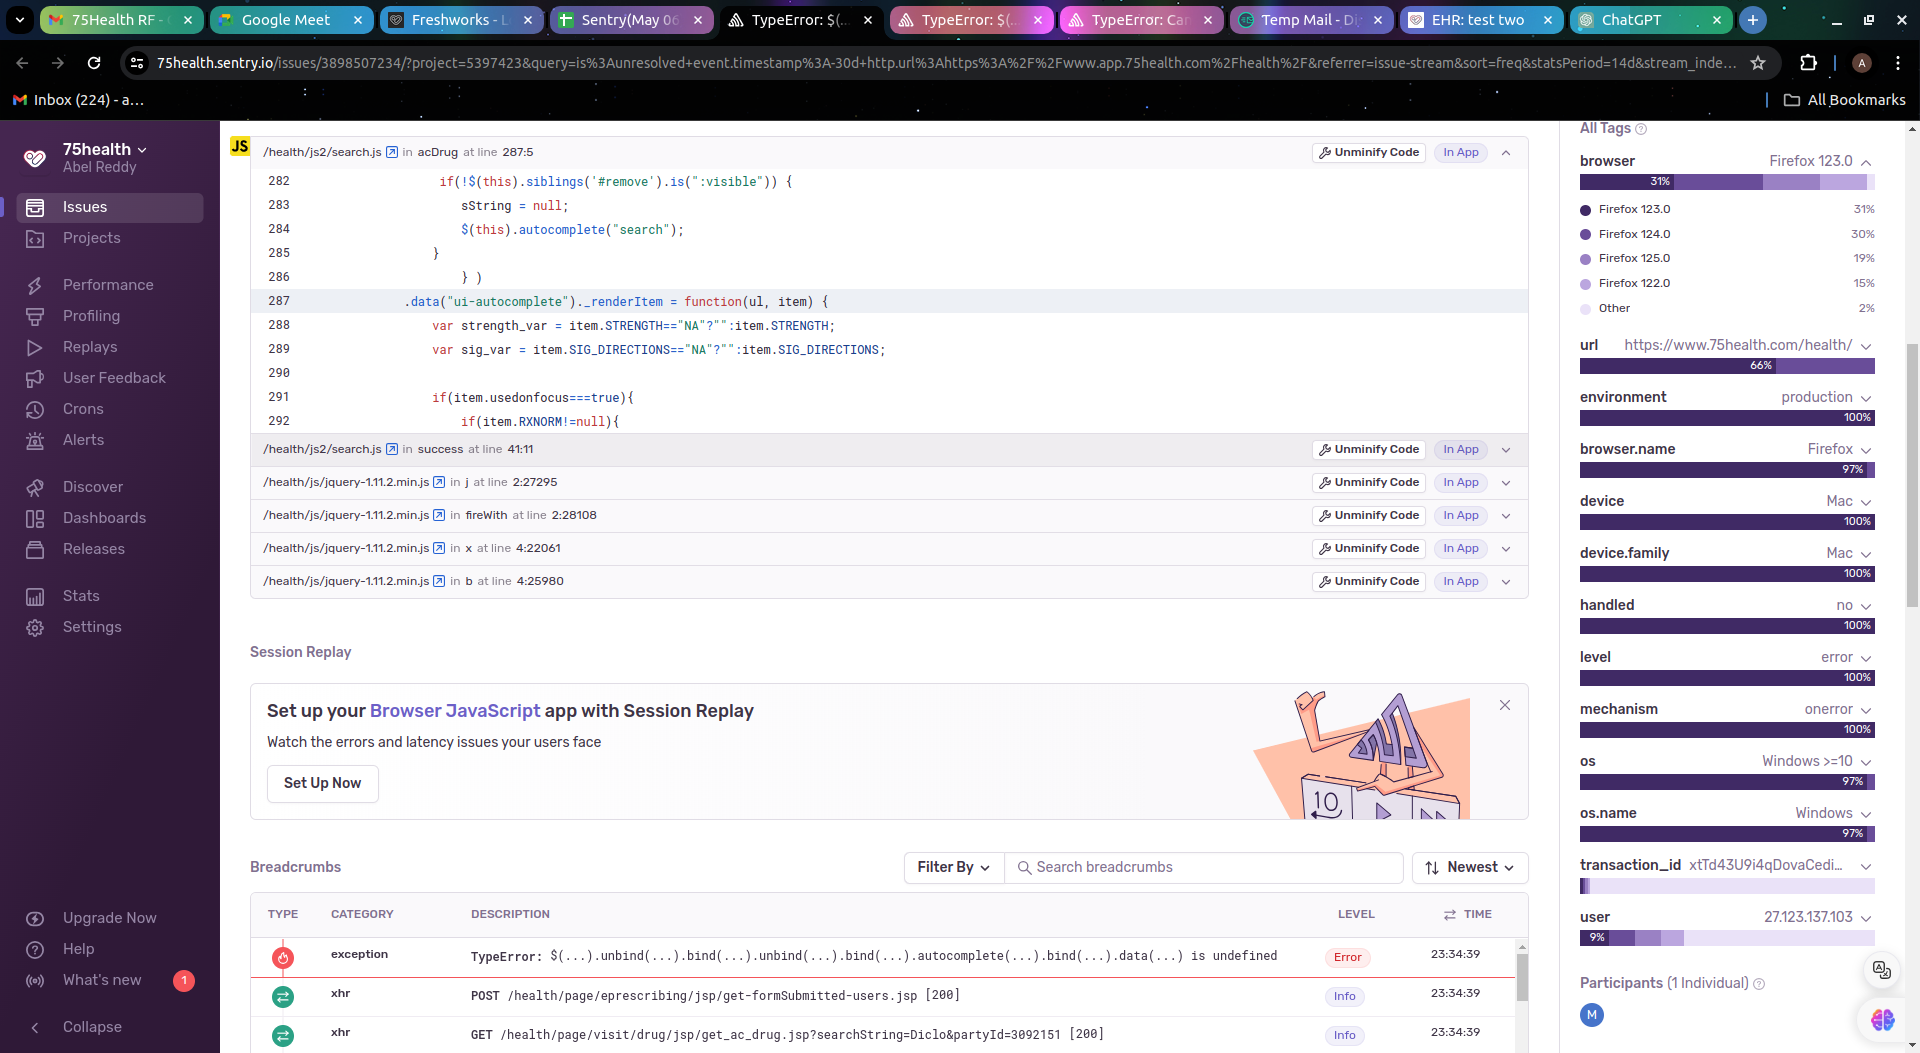 75Health RF -
Google Meet
Freshworks -
Sentry(May 06
TypeError: $(...
TypeError: $(...
TypeError: Can
Temp Mail - Di
EHR: test two
ChatGPT
75health.sentry.io/issues/3898507234/?project=5397423&query=is%3Aunresolved+event.timestamp%3A-30d+http.url%3Ahttps%3A%2F%2Fwww.app.75health.com%2Fhealth%2F&referrer=issue-stream&sort=freq&statsPeriod=14d&stream_inde...
A
Inbox (224) - a...
All Bookmarks
75health
Abel Reddy
Issues
Projects
Performance
Profiling
Replays
User Feedback
Crons
Alerts
Discover
Dashboards
Releases
Stats
Settings
Upgrade Now
Help
What's new 1
Collapse
JS
/health/js2/search.js in acDrug at line 287:5 Unminify Code In App
282 if(!$(this).siblings('#remove').is(":visible")) {
283 sString = null;
284 $(this).autocomplete("search");
285 }
286 } )
287 .data("ui-autocomplete")._renderItem = function(ul, item) {
288 var strength_var = item.STRENGTH=="NA"?"":item.STRENGTH;
289 var sig_var = item.SIG_DIRECTIONS=="NA"?"":item.SIG_DIRECTIONS;
290
291 if(item.usedonfocus===true){
292 if(item.RXNORM!=null){
/health/js2/search.js in success at line 41:11 Unminify Code In App
/health/js/jquery-1.11.2.min.js in j at line 2:27295 Unminify Code In App
/health/js/jquery-1.11.2.min.js in fireWith at line 2:28108 Unminify Code In App
/health/js/jquery-1.11.2.min.js in x at line 4:22061 Unminify Code In App
/health/js/jquery-1.11.2.min.js in b at line 4:25980 Unminify Code In App
Session Replay
Set up your Browser JavaScript app with Session Replay
Watch the errors and latency issues your users face
Set Up Now
10
Breadcrumbs
Filter By
Search breadcrumbs
Newest
TYPE CATEGORY DESCRIPTION LEVEL TIME
exception TypeError: $(...).unbind(...).bind(...).unbind(...).bind(...).autocomplete(...).bind(...).data(...) is undefined Error 23:34:39
xhr POST /health/page/eprescribing/jsp/get-formSubmitted-users.jsp [200] Info 23:34:39
xhr GET /health/page/visit/drug/jsp/get_ac_drug.jsp?searchString=Diclo&partyId=3092151 [200] Info 23:34:39
All Tags
browser Firefox 123.0
31%
Firefox 123.0 31%
Firefox 124.0 30%
Firefox 125.0 19%
Firefox 122.0 15%
Other 2%
url https://www.75health.com/health/
66%
environment production
100%
browser.name Firefox
97%
device Mac
100%
device.family Mac
100%
handled no
100%
level error
100%
mechanism onerror
100%
os Windows >=10
97%
os.name Windows
97%
transaction_id xtTd43U9i4qDovaCedi...
user 27.123.137.103
9%
Participants (1 Individual)
M